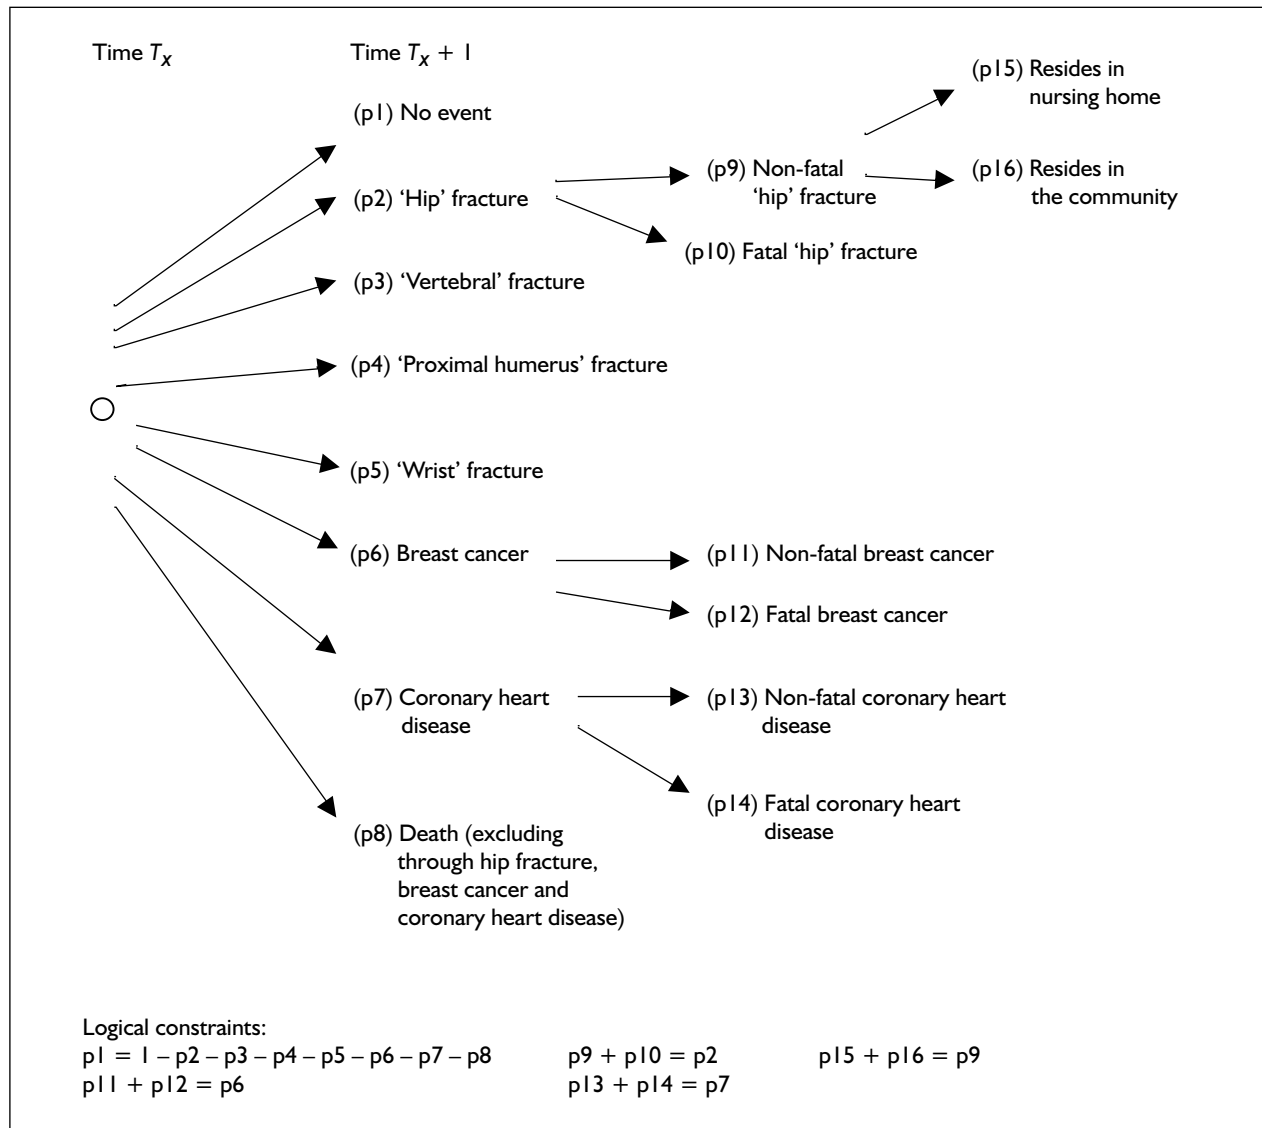 Time Tx
Time Tx + 1
(p1) No event
(p2) ‘Hip’ fracture
(p3) ‘Vertebral’ fracture
(p4) ‘Proximal humerus’ fracture
(p5) ‘Wrist’ fracture
(p6) Breast cancer
(p7) Coronary heart
disease
(p8) Death (excluding
through hip fracture,
breast cancer and
coronary heart disease)
(p9) Non-fatal
‘hip’ fracture
(p10) Fatal ‘hip’ fracture
(p11) Non-fatal breast cancer
(p12) Fatal breast cancer
(p13) Non-fatal coronary heart
disease
(p14) Fatal coronary heart
disease
(p15) Resides in
nursing home
(p16) Resides in
the community
Logical constraints:
p1 = 1 – p2 – p3 – p4 – p5 – p6 – p7 – p8
p9 + p10 = p2
p15 + p16 = p9
p11 + p12 = p6
p13 + p14 = p7